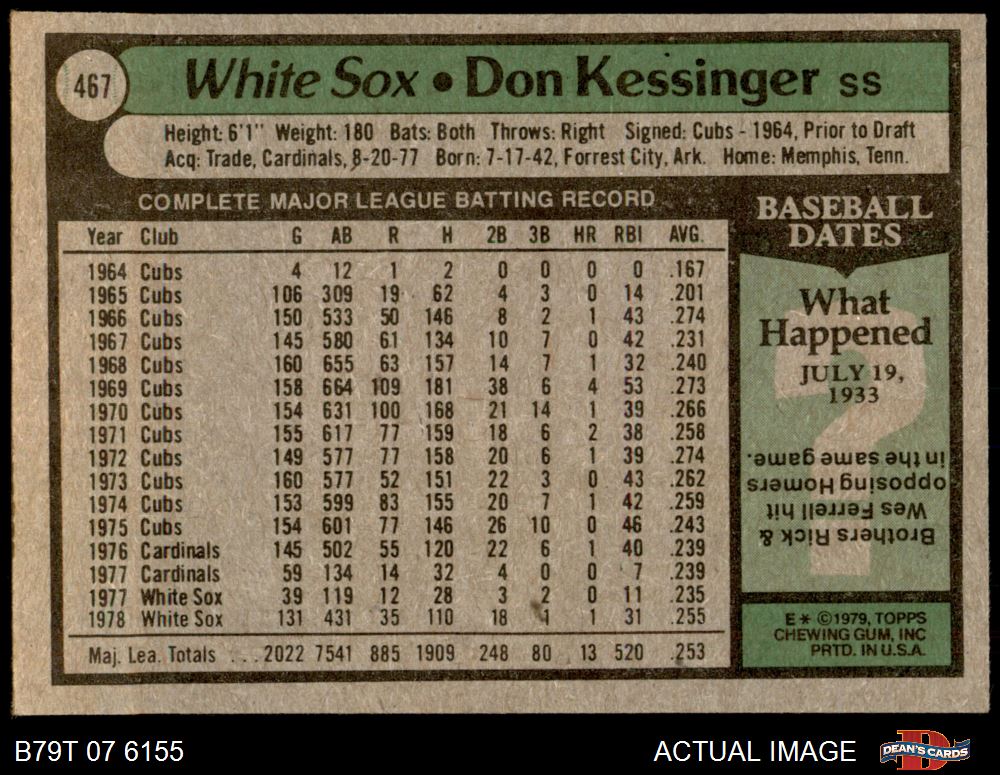 467
White Sox • Don Kessinger SS
Height: 6'1" Weight: 180 Bats: Both Throws: Right Signed: Cubs - 1964, Prior to Draft
Acq: Trade, Cardinals, 8-20-77 Born: 7-17-42, Forrest City, Ark. Home: Memphis, Tenn.
COMPLETE MAJOR LEAGUE BATTING RECORD
Year Club G AB R H 2B 3B HR RBI AVG.
1964 Cubs 4 12 1 2 0 0 0 0 .167
1965 Cubs 106 309 19 62 4 3 0 14 .201
1966 Cubs 150 533 50 146 8 2 1 43 .274
1967 Cubs 145 580 61 134 10 7 0 42 .231
1968 Cubs 160 655 63 157 14 7 1 32 .240
1969 Cubs 158 664 109 181 38 6 4 53 .273
1970 Cubs 154 631 100 168 21 14 1 39 .266
1971 Cubs 155 617 77 159 18 6 2 38 .258
1972 Cubs 149 577 77 158 20 6 1 39 .274
1973 Cubs 160 577 52 151 22 3 0 43 .262
1974 Cubs 153 599 83 155 20 7 1 42 .259
1975 Cubs 154 601 77 146 26 10 0 46 .243
1976 Cardinals 145 502 55 120 22 6 1 40 .239
1977 Cardinals 59 134 14 32 4 0 0 7 .239
1977 White Sox 39 119 12 28 3 2 0 11 .235
1978 White Sox 131 431 35 110 18 1 1 31 .255
Maj. Lea. Totals ...2022 7541 885 1909 248 80 13 520 .253
BASEBALL
DATES
What
Happened
JULY 19,
1933
?
Brothers Rick &
Wes Ferrell hit
opposing Homers
in the same game.
E * ©1979, TOPPS
CHEWING GUM, INC
PRTD. IN U.S.A.
B79T 07 6155
ACTUAL IMAGE
DEAN'S CARDS